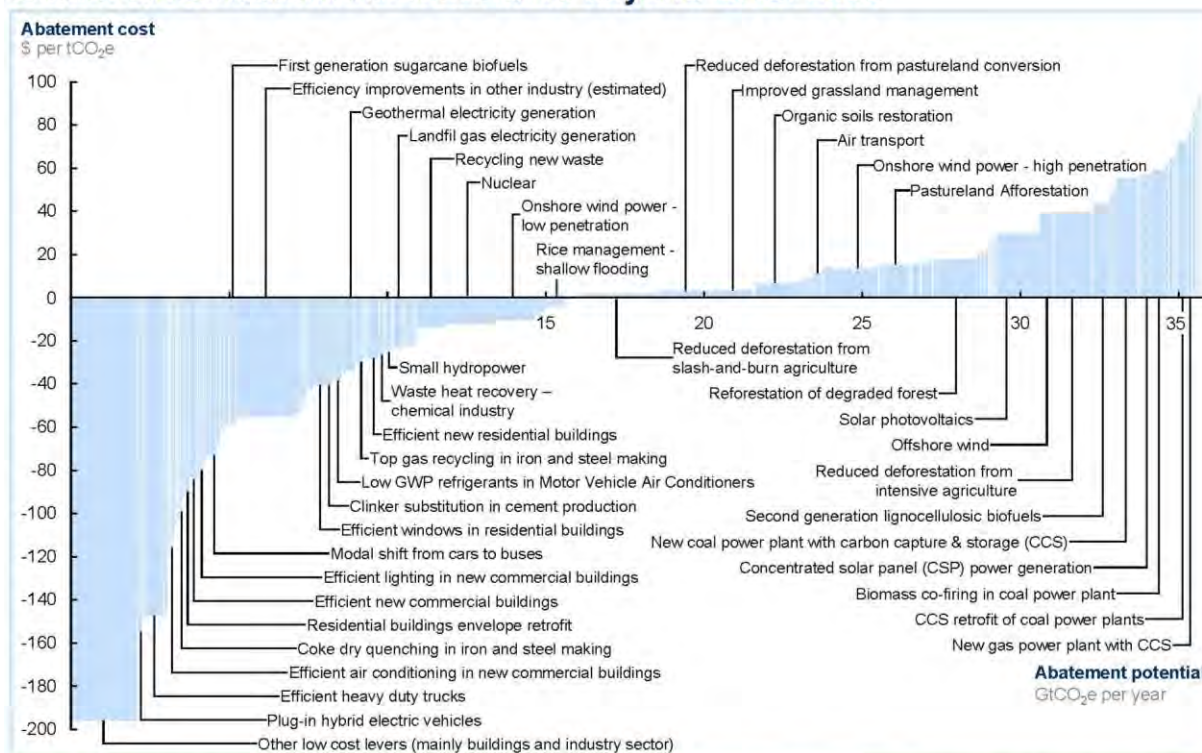 Abatement cost
$ per tCO₂e
100
80
60
40
20
0
-20
-40
-60
-80
-100
-120
-140
-160
-180
-200
First generation sugarcane biofuels
Efficiency improvements in other industry (estimated)
Geothermal electricity generation
Landfil gas electricity generation
Recycling new waste
Nuclear
Onshore wind power -
low penetration
Rice management -
shallow flooding
Reduced deforestation from pastureland conversion
Improved grassland management
Organic soils restoration
Air transport
Onshore wind power - high penetration
Pastureland Afforestation
15
20
25
30
35
Small hydropower
Waste heat recovery –
chemical industry
Efficient new residential buildings
Top gas recycling in iron and steel making
Low GWP refrigerants in Motor Vehicle Air Conditioners
Clinker substitution in cement production
Efficient windows in residential buildings
Modal shift from cars to buses
Efficient lighting in new commercial buildings
Efficient new commercial buildings
Residential buildings envelope retrofit
Coke dry quenching in iron and steel making
Efficient air conditioning in new commercial buildings
Efficient heavy duty trucks
Plug-in hybrid electric vehicles
Other low cost levers (mainly buildings and industry sector)
Reduced deforestation from
slash-and-burn agriculture
Reforestation of degraded forest
Solar photovoltaics
Offshore wind
Reduced deforestation from
intensive agriculture
Second generation lignocellulosic biofuels
New coal power plant with carbon capture & storage (CCS)
Concentrated solar panel (CSP) power generation
Biomass co-firing in coal power plant
CCS retrofit of coal power plants
New gas power plant with CCS
Abatement potential
GtCO₂e per year